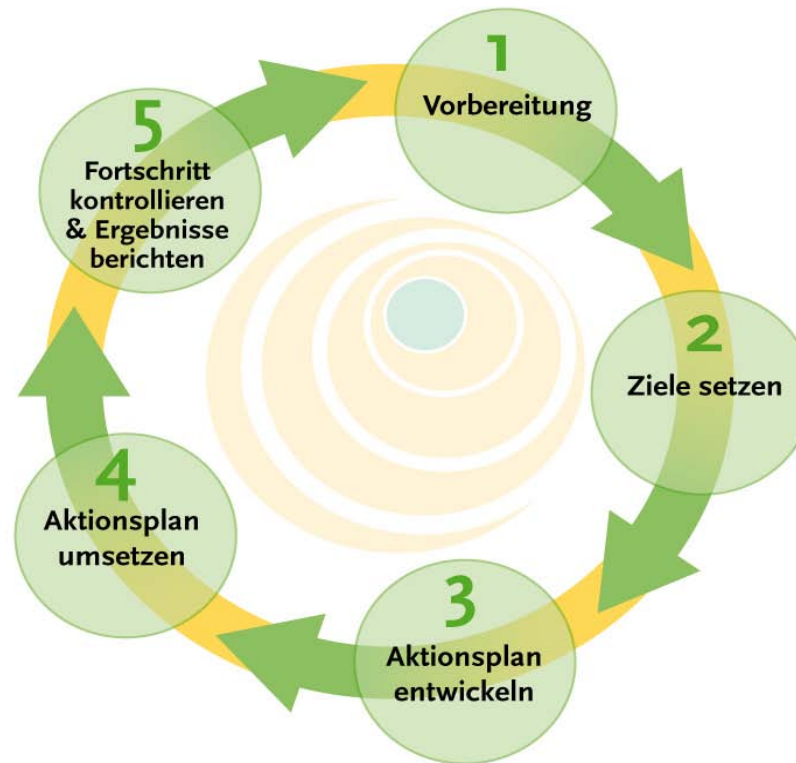 1
Vorbereitung
2
Ziele setzen
3
Aktionsplan
entwickeln
4
Aktionsplan
umsetzen
5
Fortschritt
kontrollieren
& Ergebnisse
berichten